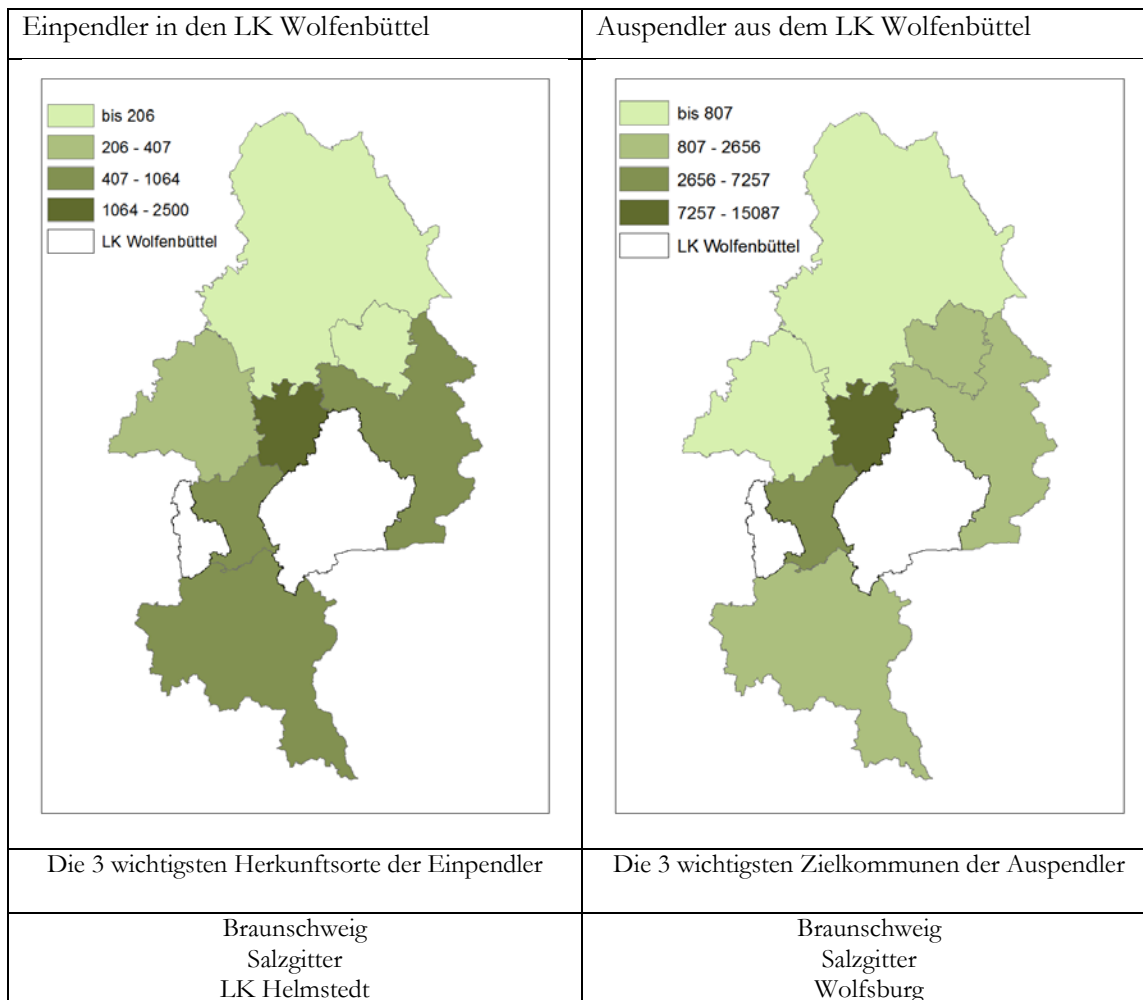 Einpendler in den LK Wolfenbüttel
Auspendler aus dem LK Wolfenbüttel
bis 206
206 - 407
407 - 1064
1064 - 2500
LK Wolfenbüttel
bis 807
807 - 2656
2656 - 7257
7257 - 15087
LK Wolfenbüttel
Die 3 wichtigsten Herkunftsorte der Einpendler
Die 3 wichtigsten Zielkommunen der Auspendler
Braunschweig
Salzgitter
LK Helmstedt
Braunschweig
Salzgitter
Wolfsburg